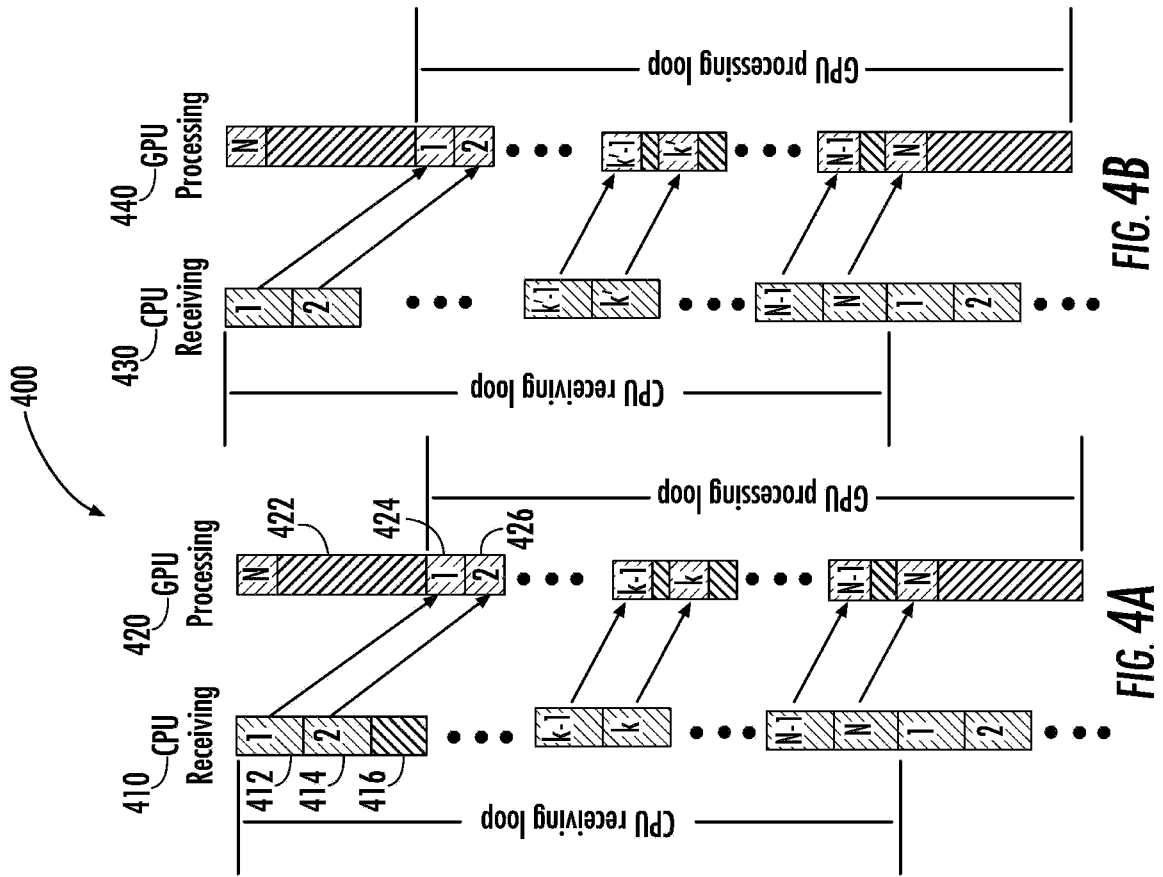 400
410 CPU
Receiving
420 GPU
Processing
1
2
412
414
416
N
422
1
424
2
426
k-1
k
k-1
k
N-1
N
1
2
N-1
N
CPU receiving loop
GPU processing loop
FIG. 4A
430 CPU
Receiving
440 GPU
Processing
1
2
N
1
2
k'-1
k'
k'-1
k'
N-1
N
1
2
N-1
N
CPU receiving loop
GPU processing loop
FIG. 4B